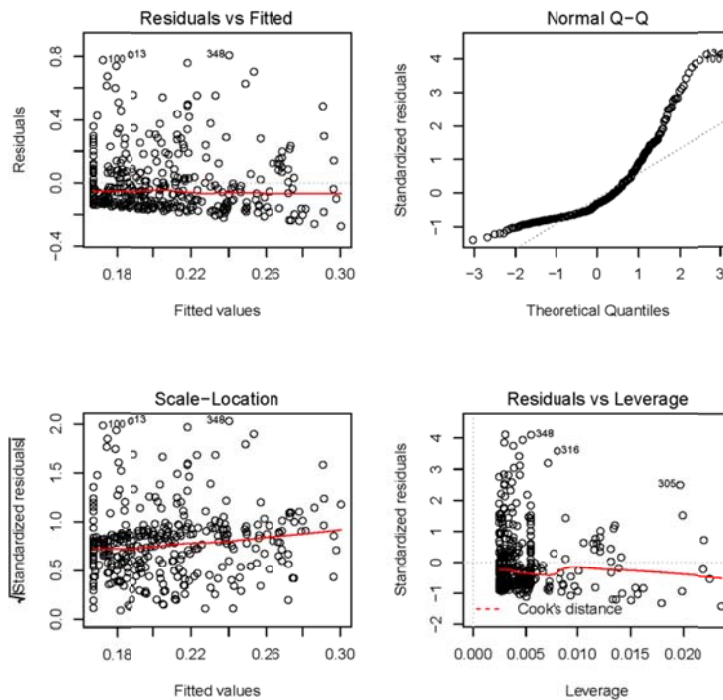 Residuals vs Fitted
Residuals
0.8
0.4
0.0
−0.4
100
13
348
0.18 0.22 0.26 0.30
Fitted values
Normal Q−Q
Standardized residuals
4
3
2
1
0
−1
−3 −2 −1 0 1 2 3
Theoretical Quantiles
Scale−Location
√|Standardized residuals|
2.0
1.5
1.0
0.5
0.0
100
13
348
0.18 0.22 0.26 0.30
Fitted values
Residuals vs Leverage
Standardized residuals
4
3
2
1
0
−1
−2
348
316
305
Cook's distance
0.000 0.005 0.010 0.015 0.020
Leverage